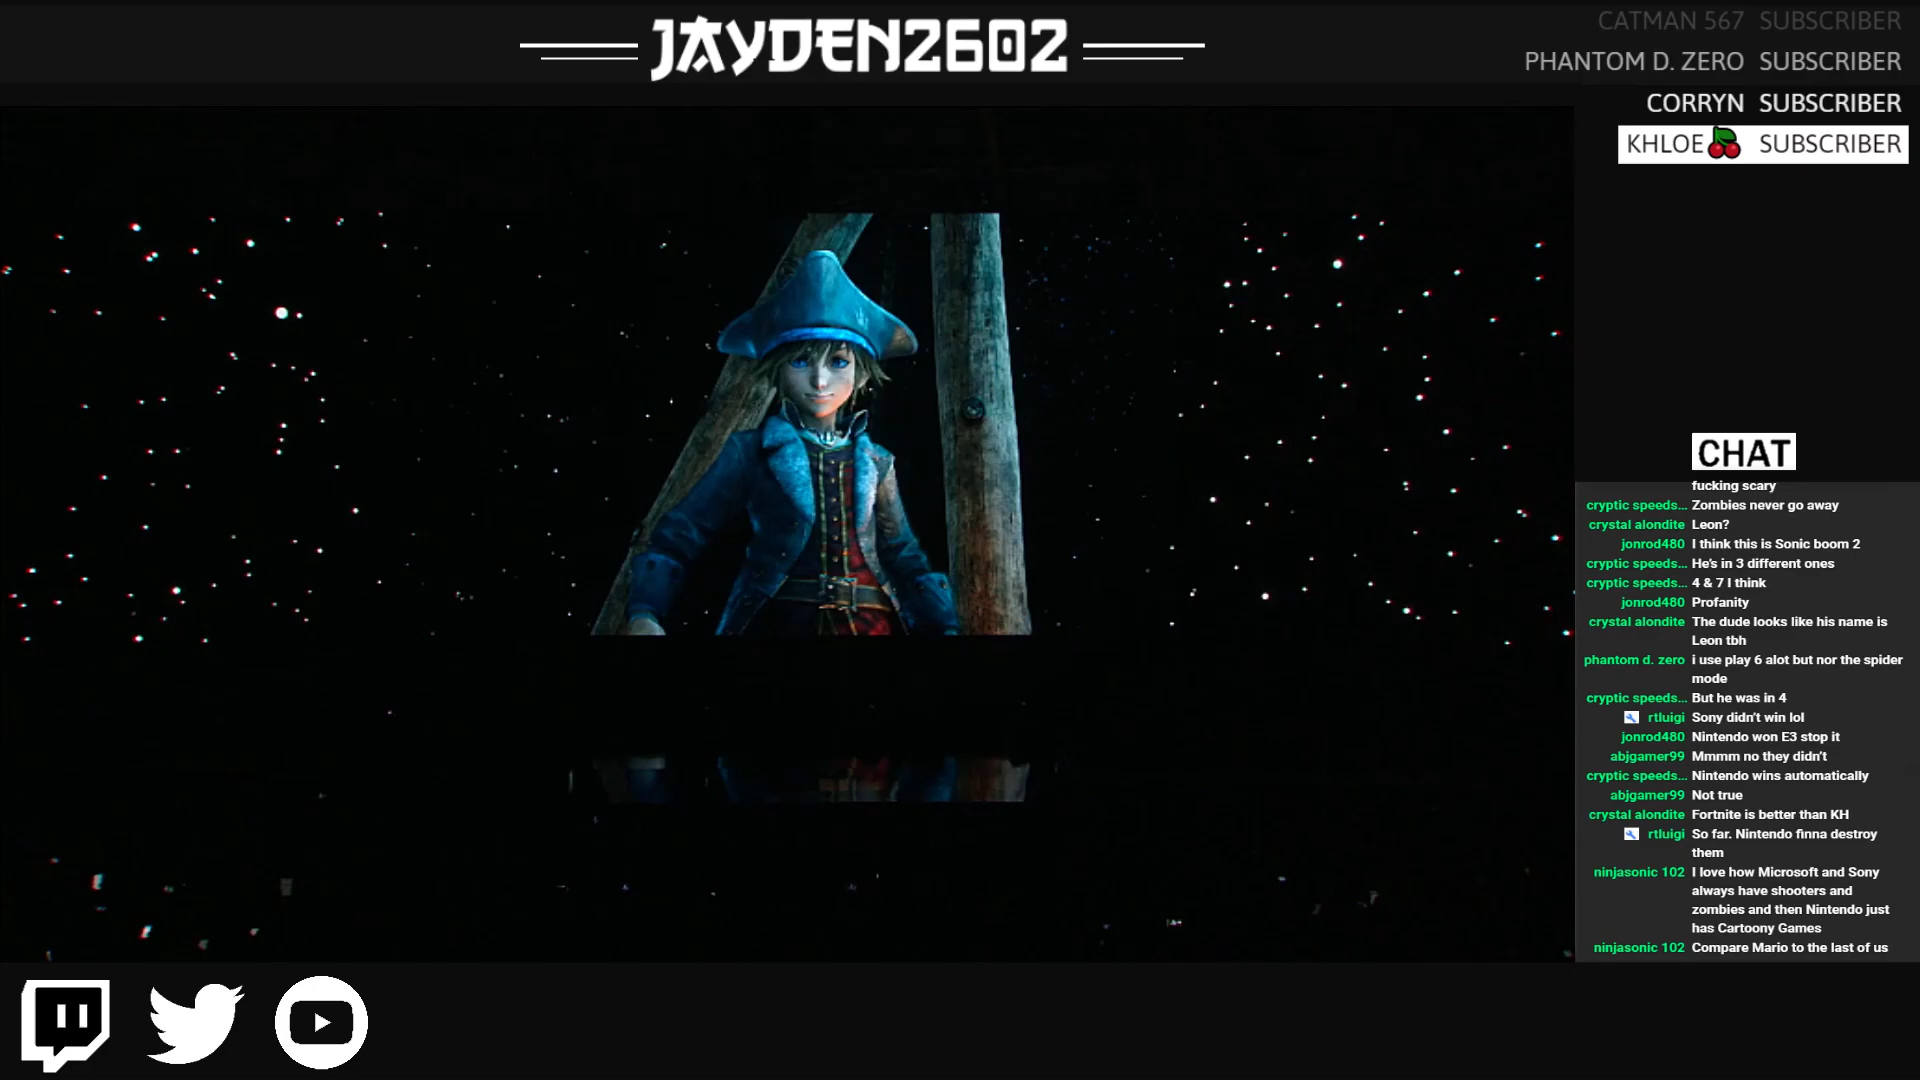 JAYDEN2602
CATMAN 567 SUBSCRIBER
PHANTOM D. ZERO SUBSCRIBER
CORRYN SUBSCRIBER
KHLOE🍒 SUBSCRIBER
CHAT
fucking scary
cryptic speeds... Zombies never go away
crystal alondite Leon?
jonrod480 I think this is Sonic boom 2
cryptic speeds... He's in 3 different ones
cryptic speeds... 4 & 7 I think
jonrod480 Profanity
crystal alondite The dude looks like his name is
Leon tbh
phantom d. zero i use play 6 alot but nor the spider
mode
cryptic speeds... But he was in 4
rtluigi Sony didn't win lol
jonrod480 Nintendo won E3 stop it
abjgamer99 Mmmm no they didn't
cryptic speeds... Nintendo wins automatically
abjgamer99 Not true
crystal alondite Fortnite is better than KH
rtluigi So far. Nintendo finna destroy
them
ninjasonic 102 I love how Microsoft and Sony
always have shooters and
zombies and then Nintendo just
has Cartoony Games
ninjasonic 102 Compare Mario to the last of us